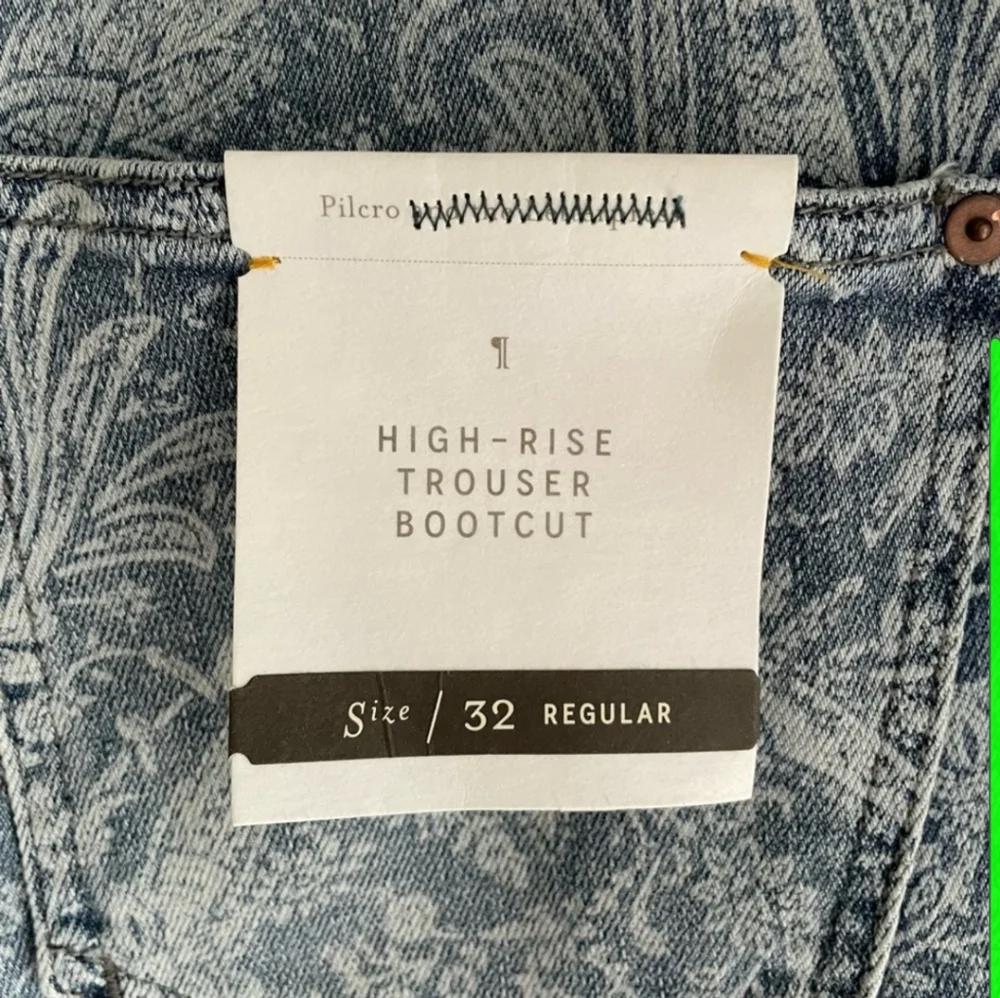 Pilcro
¶
HIGH-RISE
TROUSER
BOOTCUT
Size / 32 REGULAR